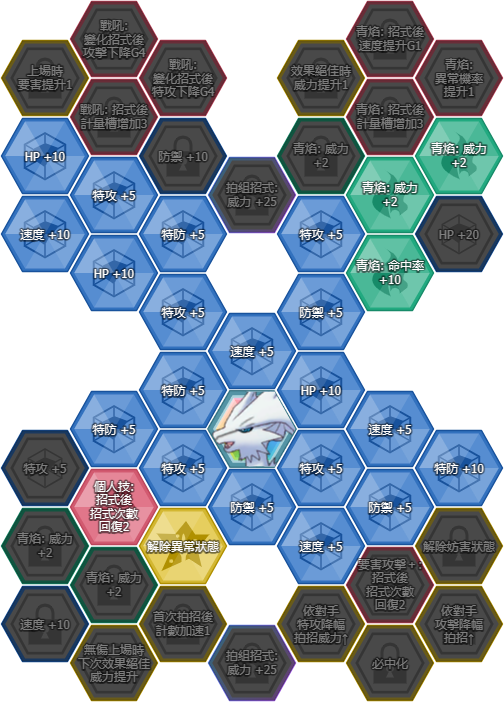 戰吼:
變化招式後
攻擊下降G4
青焰: 招式後
速度提升G1
上場時
要害提升1
戰吼:
變化招式後
特攻下降G4
效果絕佳時
威力提升1
青焰:
異常機率
提升1
戰吼: 招式後
計量槽增加3
青焰: 招式後
計量槽增加3
HP +10
防禦 +10
青焰: 威力
+2
青焰: 威力
+2
特攻 +5
拍組招式:
威力 +25
青焰: 威力
+2
速度 +10
特防 +5
特攻 +5
HP +20
HP +10
青焰: 命中率
+10
特攻 +5
防禦 +5
速度 +5
特防 +5
HP +10
特防 +5
速度 +5
特攻 +5
特攻 +5
特攻 +5
特防 +10
個人技:
招式後
招式次數
回復2
防禦 +5
防禦 +5
青焰: 威力
+2
解除異常狀態
速度 +5
解除妨害狀態
青焰: 威力
+2
要害攻擊+:
招式後
招式次數
回復2
速度 +10
首次拍招後
計數加速1
依對手
特攻降幅
拍招威力↑
依對手
攻擊降幅
拍招↑
無傷上場時
下次效果絕佳
威力提升
拍組招式:
威力 +25
必中化